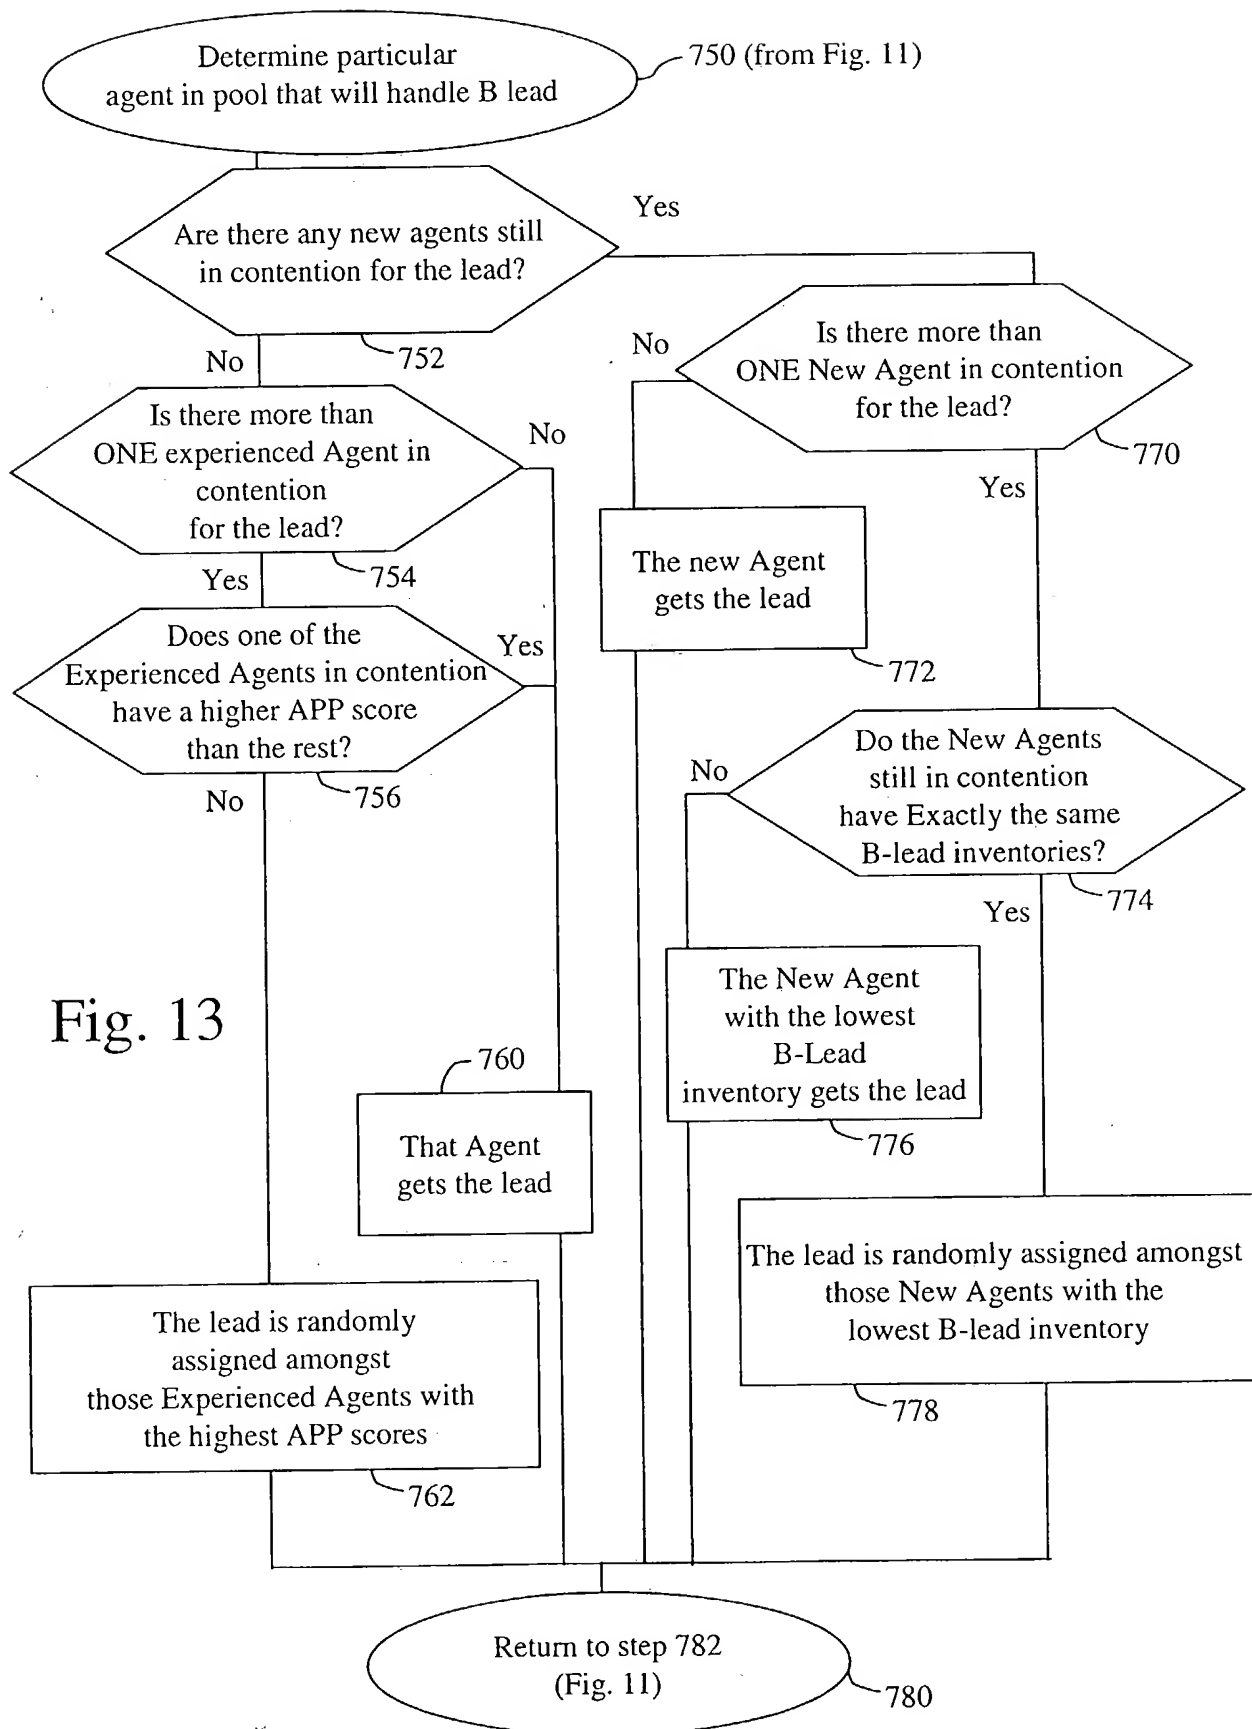 Determine particular
agent in pool that will handle B lead
750 (from Fig. 11)
Are there any new agents still
in contention for the lead?
Yes
752
No
Is there more than
ONE New Agent in contention
for the lead?
No
770
Yes
Is there more than
ONE experienced Agent in
contention
for the lead?
No
754
Yes
The new Agent
gets the lead
772
Does one of the
Experienced Agents in contention
have a higher APP score
than the rest?
Yes
756
No
Do the New Agents
still in contention
have Exactly the same
B-lead inventories?
No
774
Yes
The New Agent
with the lowest
B-Lead
inventory gets the lead
776
Fig. 13
760
That Agent
gets the lead
The lead is randomly assigned amongst
those New Agents with the
lowest B-lead inventory
778
The lead is randomly
assigned amongst
those Experienced Agents with
the highest APP scores
762
Return to step 782
(Fig. 11)
780